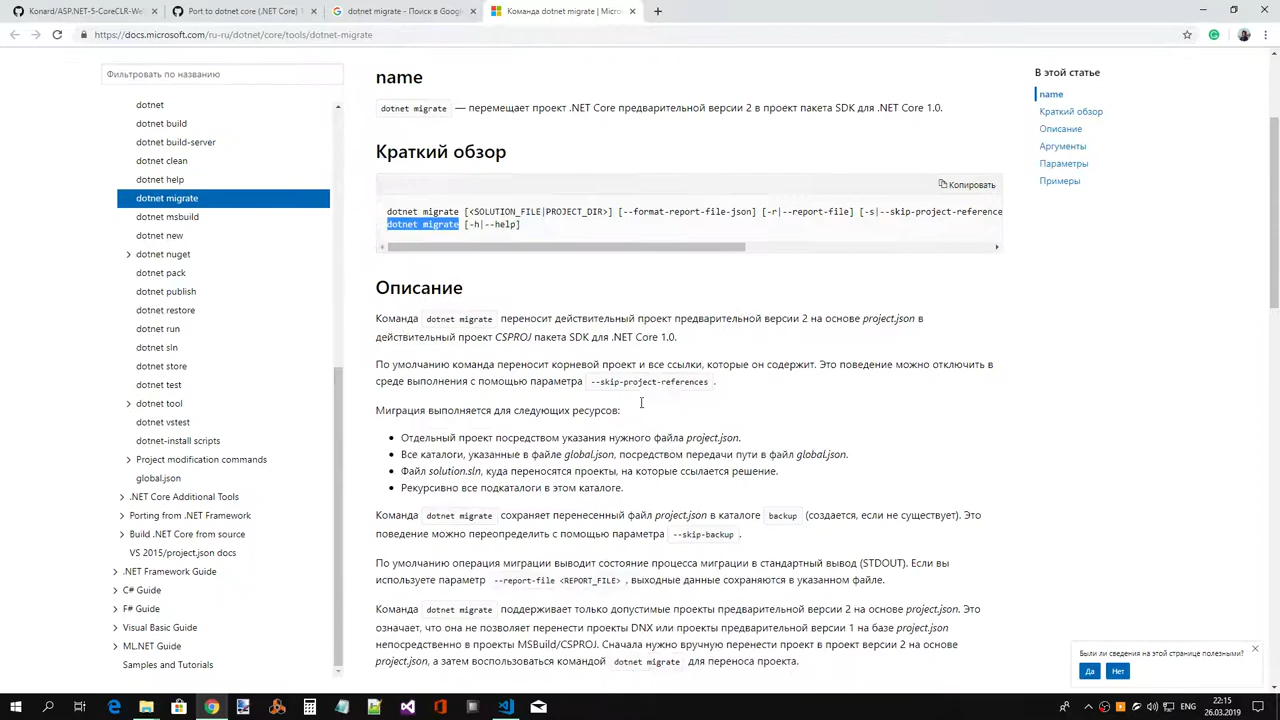 Konard/ASP.NET-5-CoreCLR-We
Port to dotnet core (.NET Core) 1
dotnet migrate - Поиск в Google
Команда dotnet migrate | Micros
https://docs.microsoft.com/ru-ru/dotnet/core/tools/dotnet-migrate
Фильтровать по названию
dotnet
dotnet build
dotnet build-server
dotnet clean
dotnet help
dotnet migrate
dotnet msbuild
dotnet new
dotnet nuget
dotnet pack
dotnet publish
dotnet restore
dotnet run
dotnet sln
dotnet store
dotnet test
dotnet tool
dotnet vstest
dotnet-install scripts
Project modification commands
global.json
.NET Core Additional Tools
Porting from .NET Framework
Build .NET Core from source
VS 2015/project.json docs
.NET Framework Guide
C# Guide
F# Guide
Visual Basic Guide
ML.NET Guide
Samples and Tutorials
name
dotnet migrate — перемещает проект .NET Core предварительной версии 2 в проект пакета SDK для .NET Core 1.0.
Краткий обзор
Копировать
dotnet migrate [<SOLUTION_FILE|PROJECT_DIR>] [--format-report-file-json] [-r|--report-file] [-s|--skip-project-reference
dotnet migrate [-h|--help]
Описание
Команда dotnet migrate переносит действительный проект предварительной версии 2 на основе project.json в
действительный проект CSPROJ пакета SDK для .NET Core 1.0.
По умолчанию команда переносит корневой проект и все ссылки, которые он содержит. Это поведение можно отключить в
среде выполнения с помощью параметра --skip-project-references .
Миграция выполняется для следующих ресурсов:
Отдельный проект посредством указания нужного файла project.json.
Все каталоги, указанные в файле global.json, посредством передачи пути в файл global.json.
Файл solution.sln, куда переносятся проекты, на которые ссылается решение.
Рекурсивно все подкаталоги в этом каталоге.
Команда dotnet migrate сохраняет перенесенный файл project.json в каталоге backup (создается, если не существует). Это
поведение можно переопределить с помощью параметра --skip-backup .
По умолчанию операция миграции выводит состояние процесса миграции в стандартный вывод (STDOUT). Если вы
используете параметр --report-file <REPORT_FILE> , выходные данные сохраняются в указанном файле.
Команда dotnet migrate поддерживает только допустимые проекты предварительной версии 2 на основе project.json. Это
означает, что она не позволяет перенести проекты DNX или проекты предварительной версии 1 на базе project.json
непосредственно в проекты MSBuild/CSPROJ. Сначала нужно вручную перенести проект в проект версии 2 на основе
project.json, а затем воспользоваться командой dotnet migrate для переноса проекта.
В этой статье
name
Краткий обзор
Описание
Аргументы
Параметры
Примеры
Были ли сведения на этой странице полезными?
Да
Нет
ENG
22:15
26.03.2019